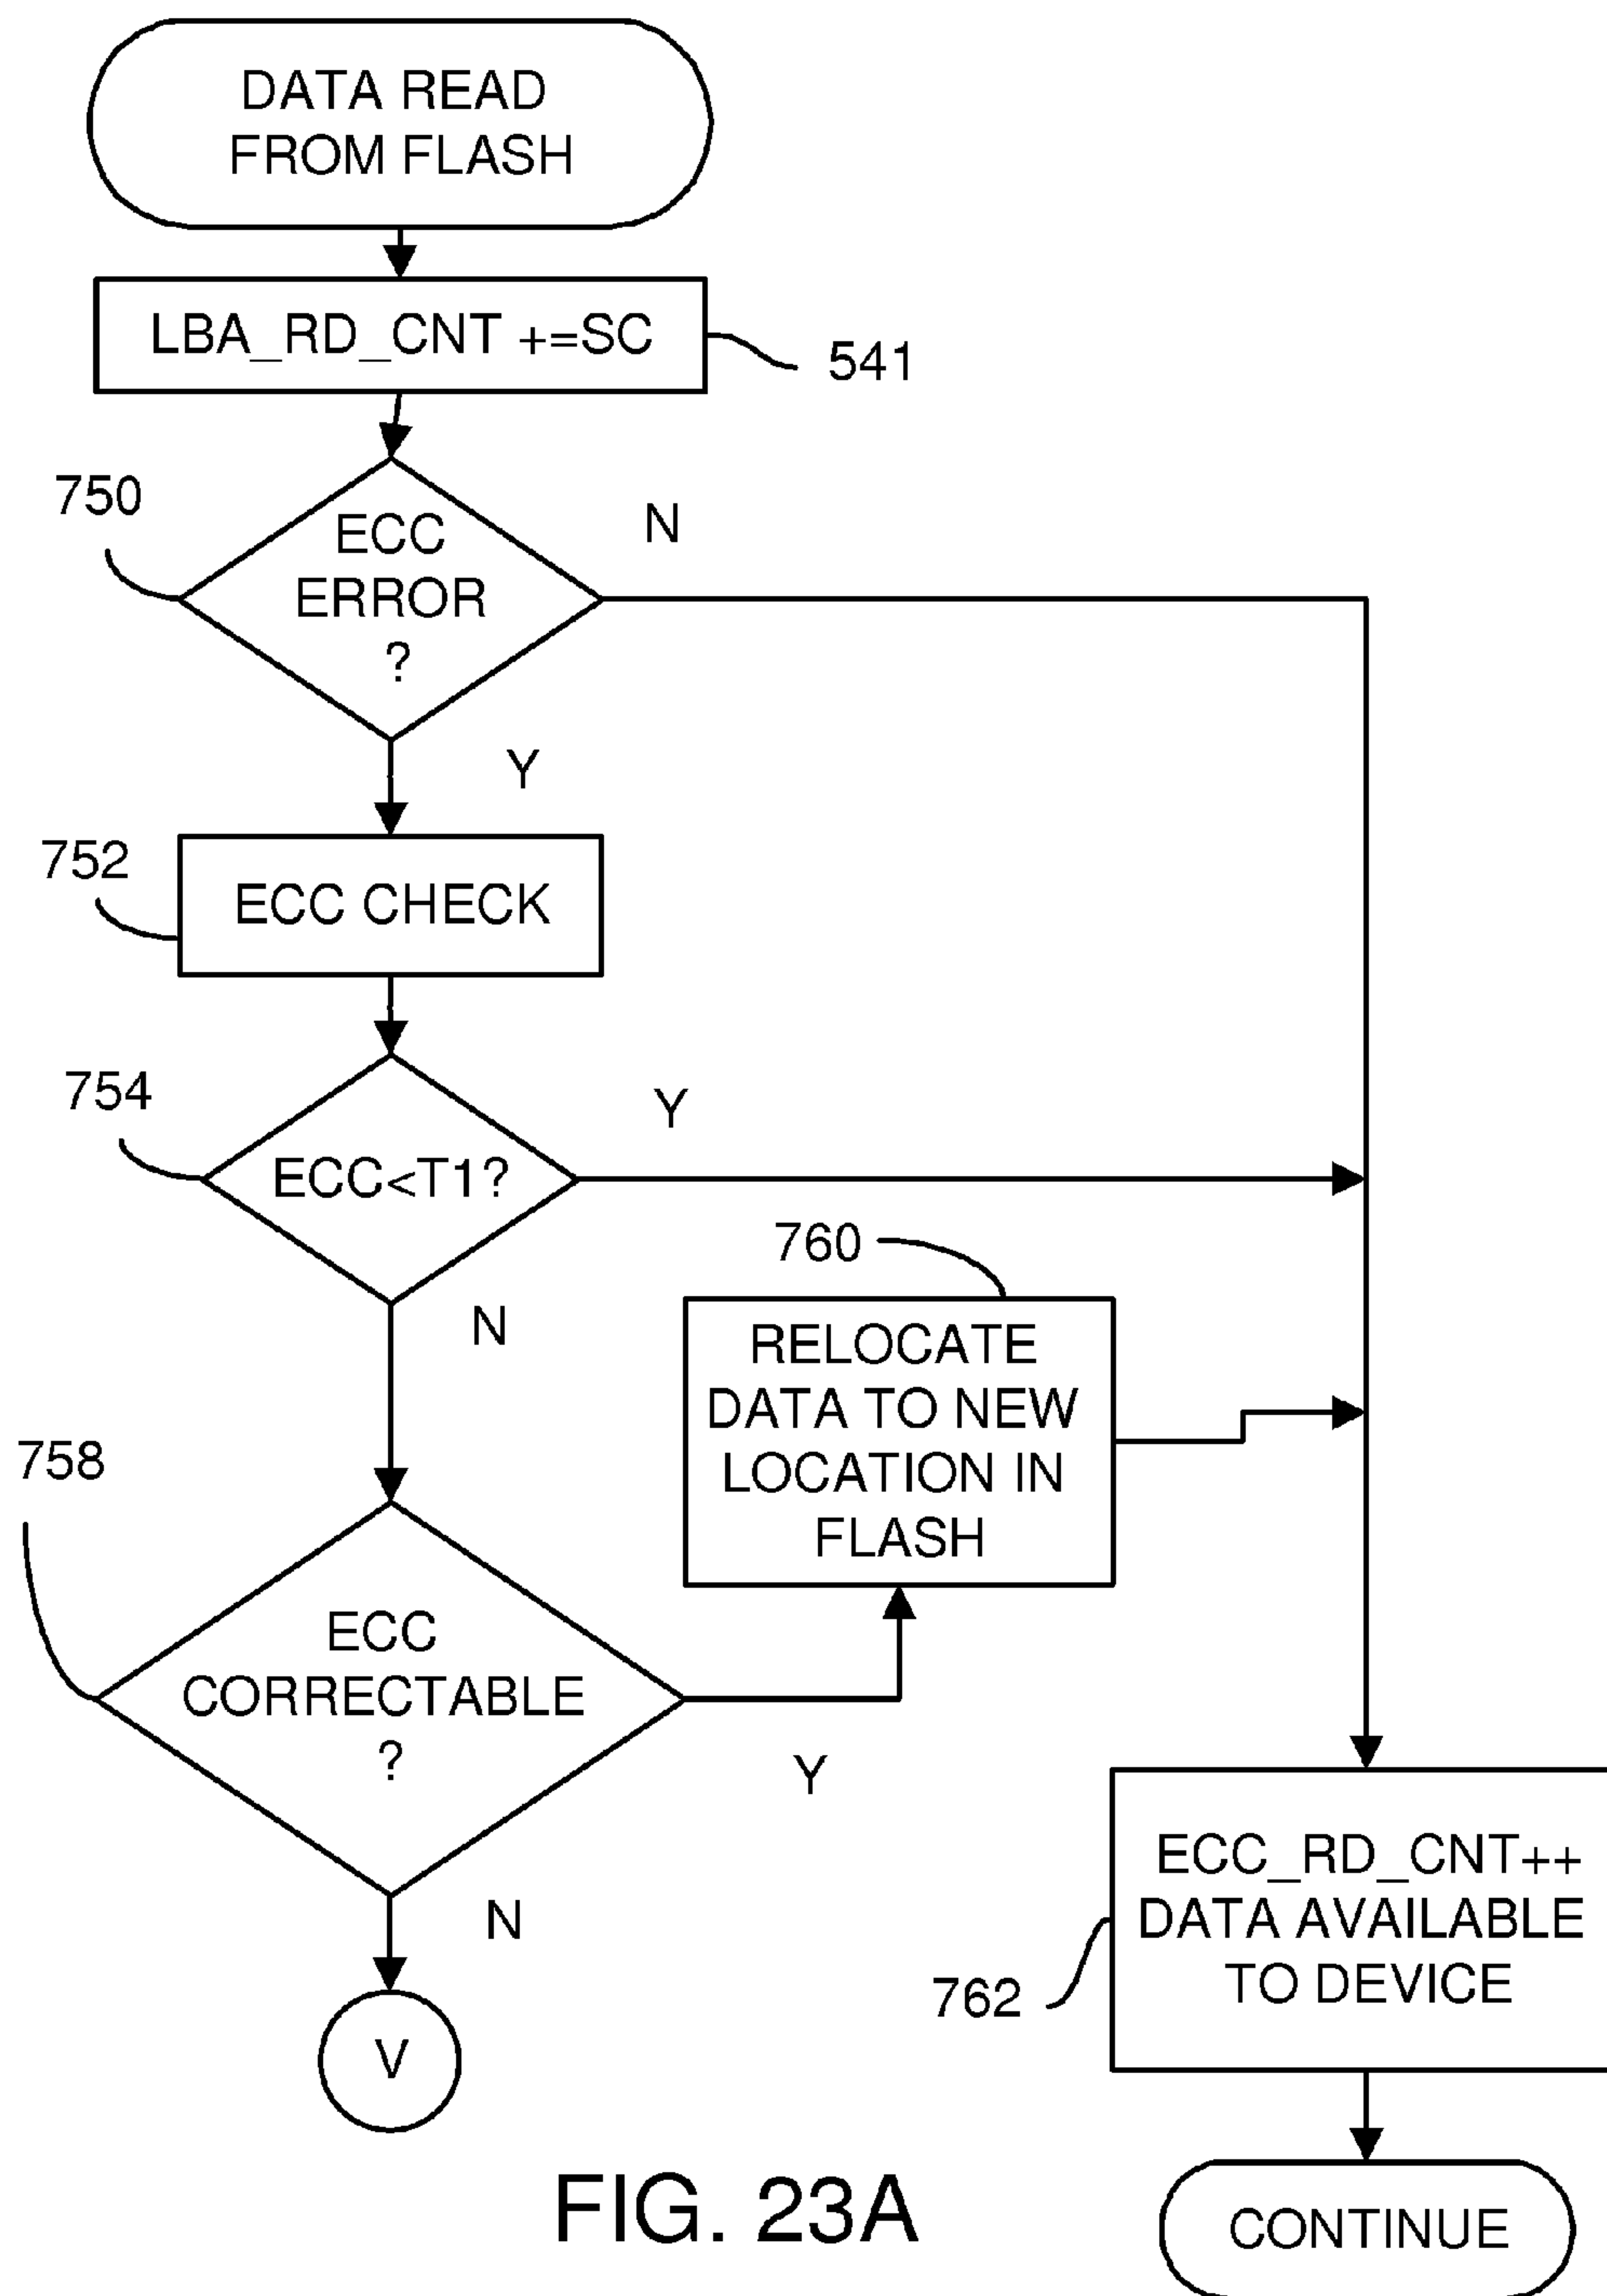 DATA READ
FROM FLASH
LBA_RD_CNT +=SC
541
750
ECC
ERROR
?
N
Y
752
ECC CHECK
754
ECC<T1?
Y
N
760
RELOCATE
DATA TO NEW
LOCATION IN
FLASH
758
ECC
CORRECTABLE
?
Y
N
V
762
ECC_RD_CNT++
DATA AVAILABLE
TO DEVICE
CONTINUE
FIG. 23A